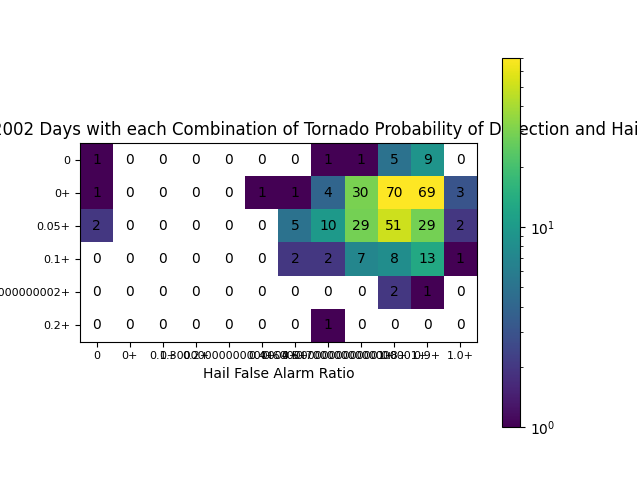 2002 Days with each Combination of Tornado Probability of D ection and Hai
0 1 0 0 0 0 0 0 1 1 5 9 0
0+ 1 0 0 0 0 1 1 4 30 70 69 3
0.05+ 2 0 0 0 0 0 5 10 29 51 29 2
0.1+ 0 0 0 0 0 0 2 2 7 8 13 1
000000002+ 0 0 0 0 0 0 0 0 0 2 1 0
0.2+ 0 0 0 0 0 0 0 1 0 0 0 0
0 0+ 0.9+ 1.0+
Hail False Alarm Ratio
10¹
10⁰